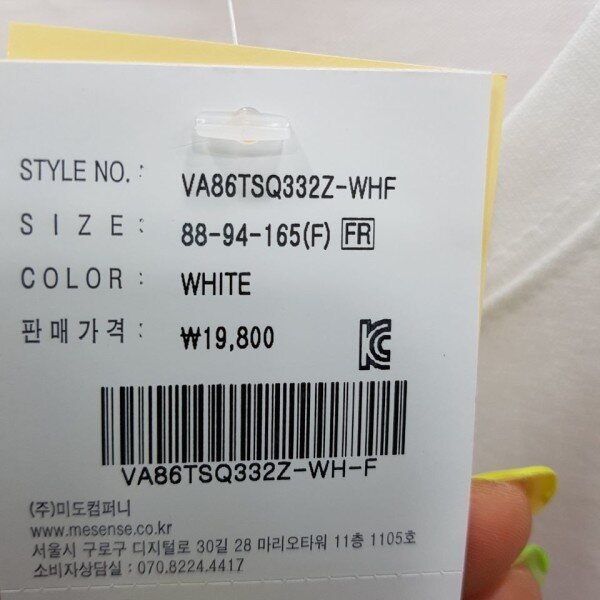 STYLE NO. : VA86TSQ332Z-WHF
SIZE : 88-94-165(F) FR
COLOR : WHITE
판매가격 : ₩19,800
KC
VA86TSQ332Z-WH-F
(주)미도컴퍼니
www.mesense.co.kr
서울시 구로구 디지털로 30길 28 마리오타워 11층 1105호
소비자상담실 : 070.8224.4417